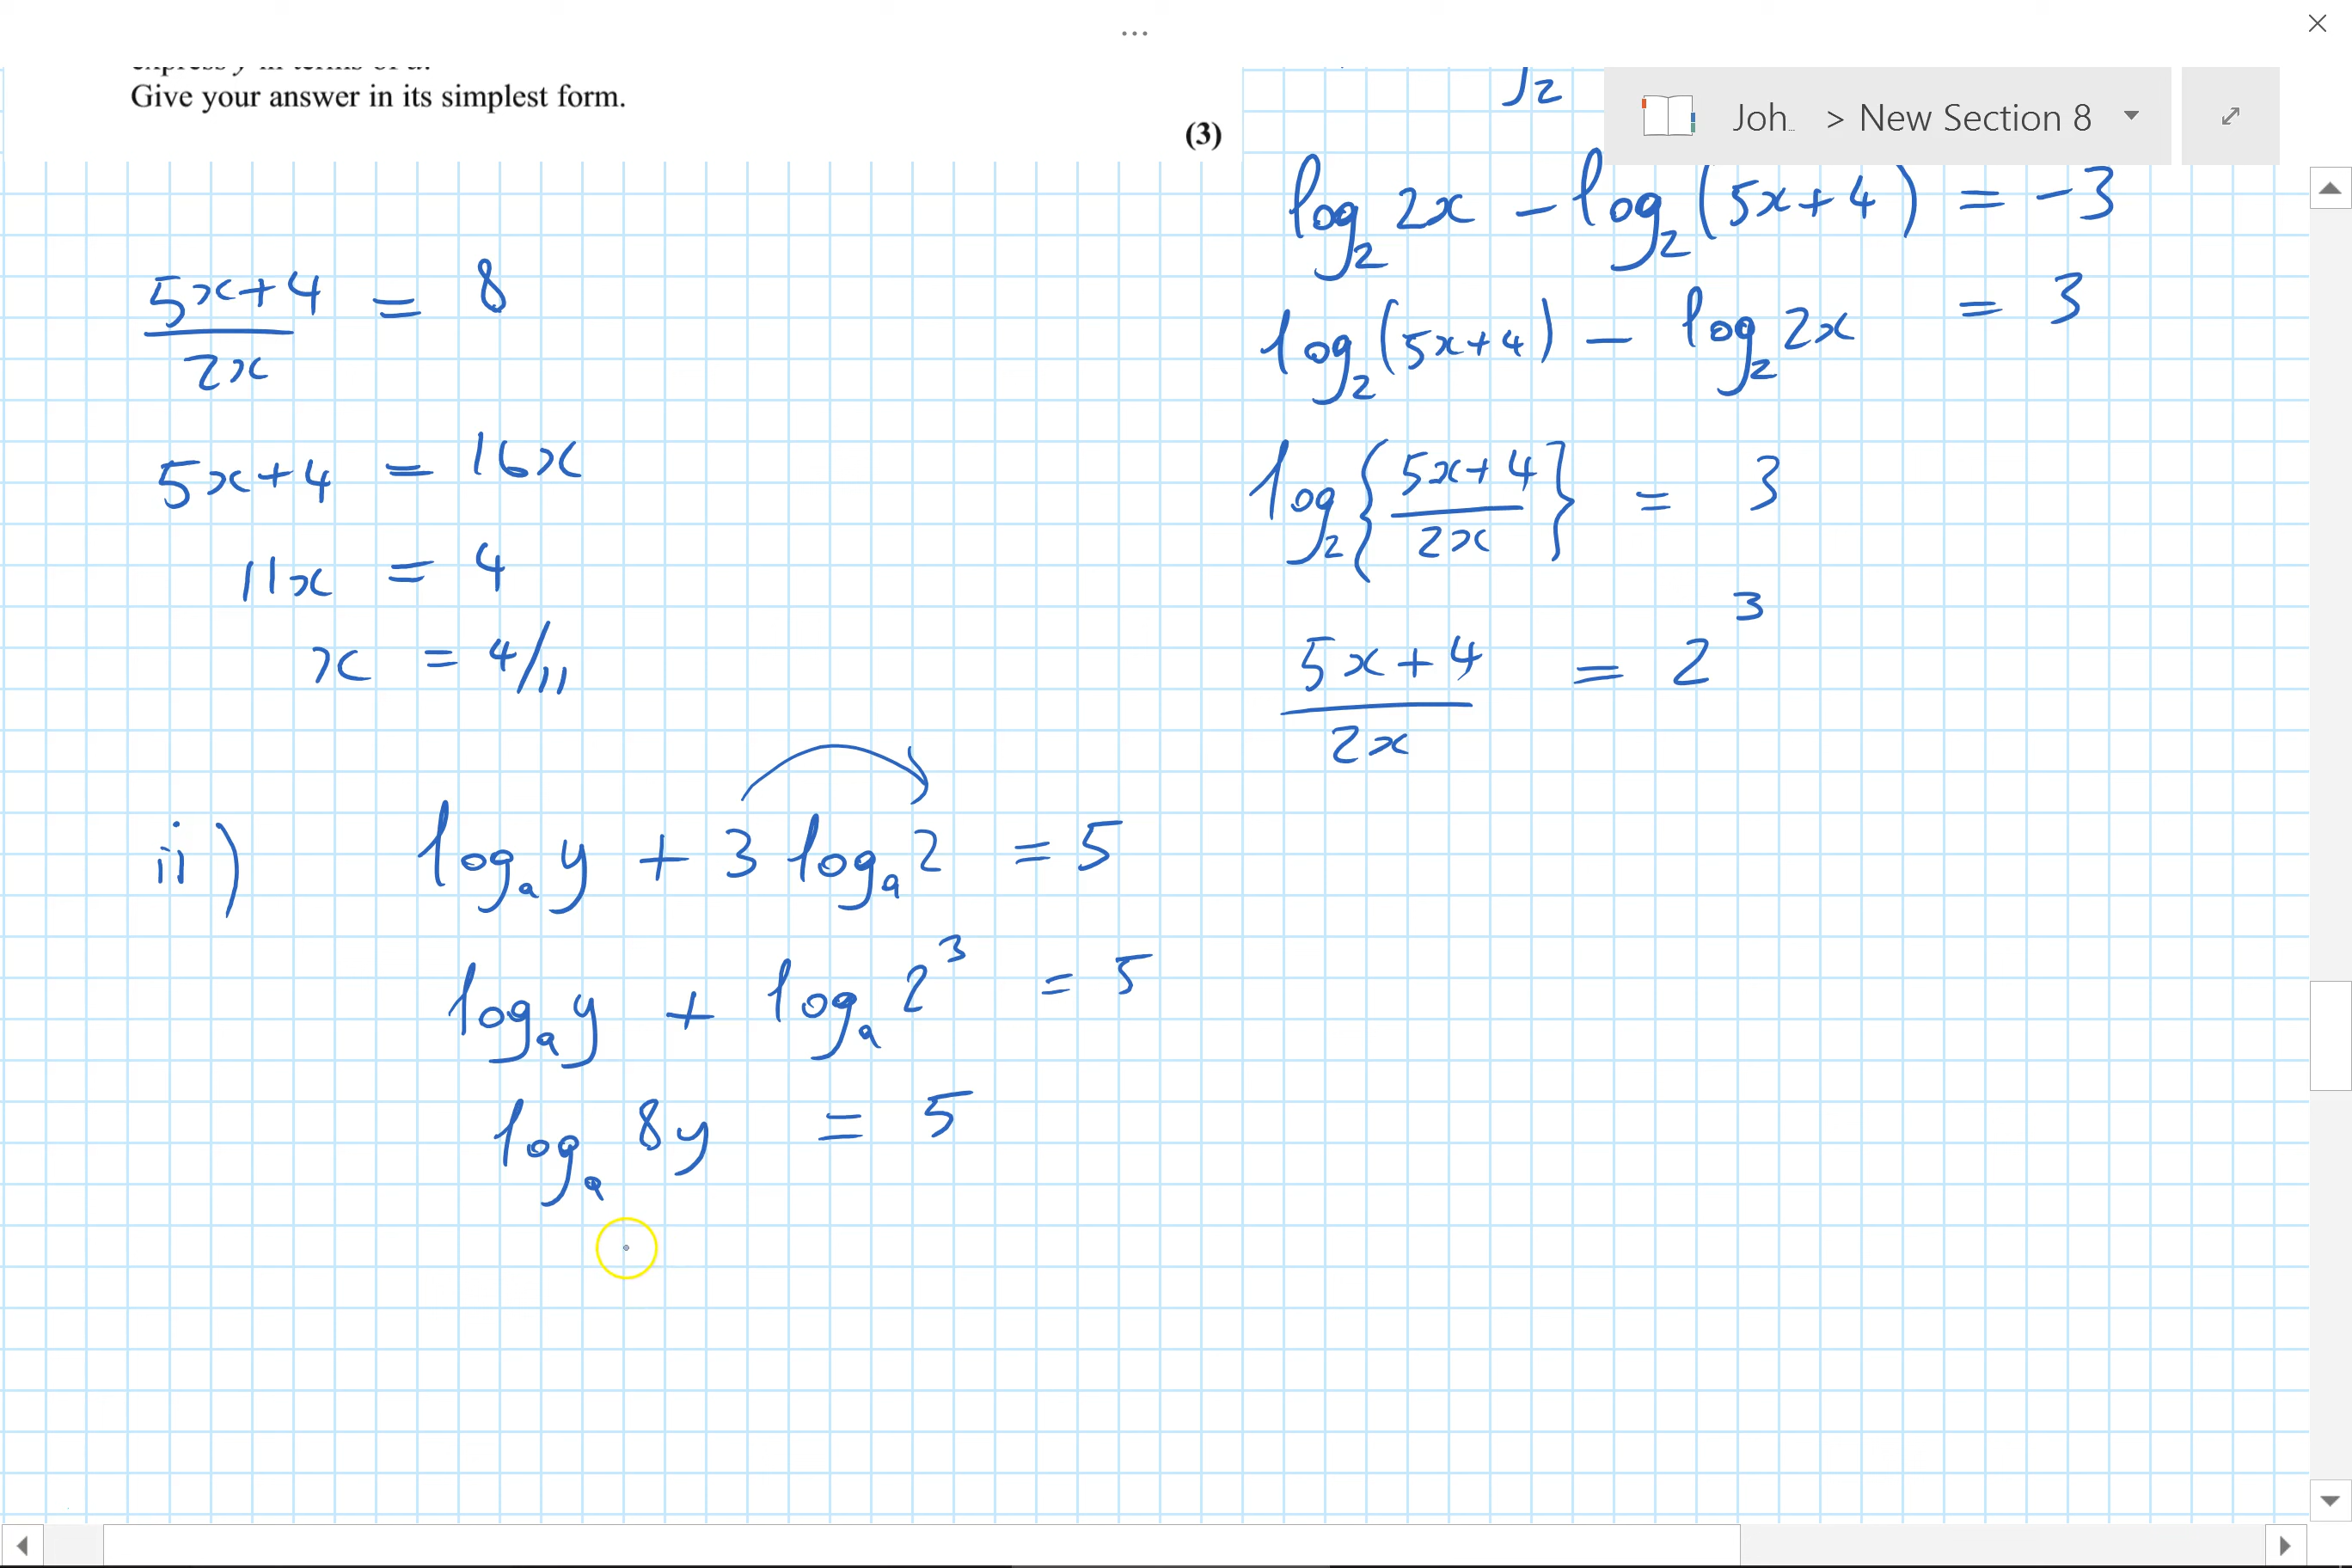 Give your answer in its simplest form.
(3)
Joh... > New Section 8
log₂ 2x − log₂ (5x+4) = −3
log₂ (5x+4) − log₂ 2x = 3
log₂ {(5x+4)/2x} = 3
(5x+4)/2x = 2³
(5x+4)/2x = 8
5x+4 = 16x
11x = 4
x = 4/11
ii) logₐ y + 3 logₐ 2 = 5
logₐ y + logₐ 2³ = 5
logₐ 8y = 5